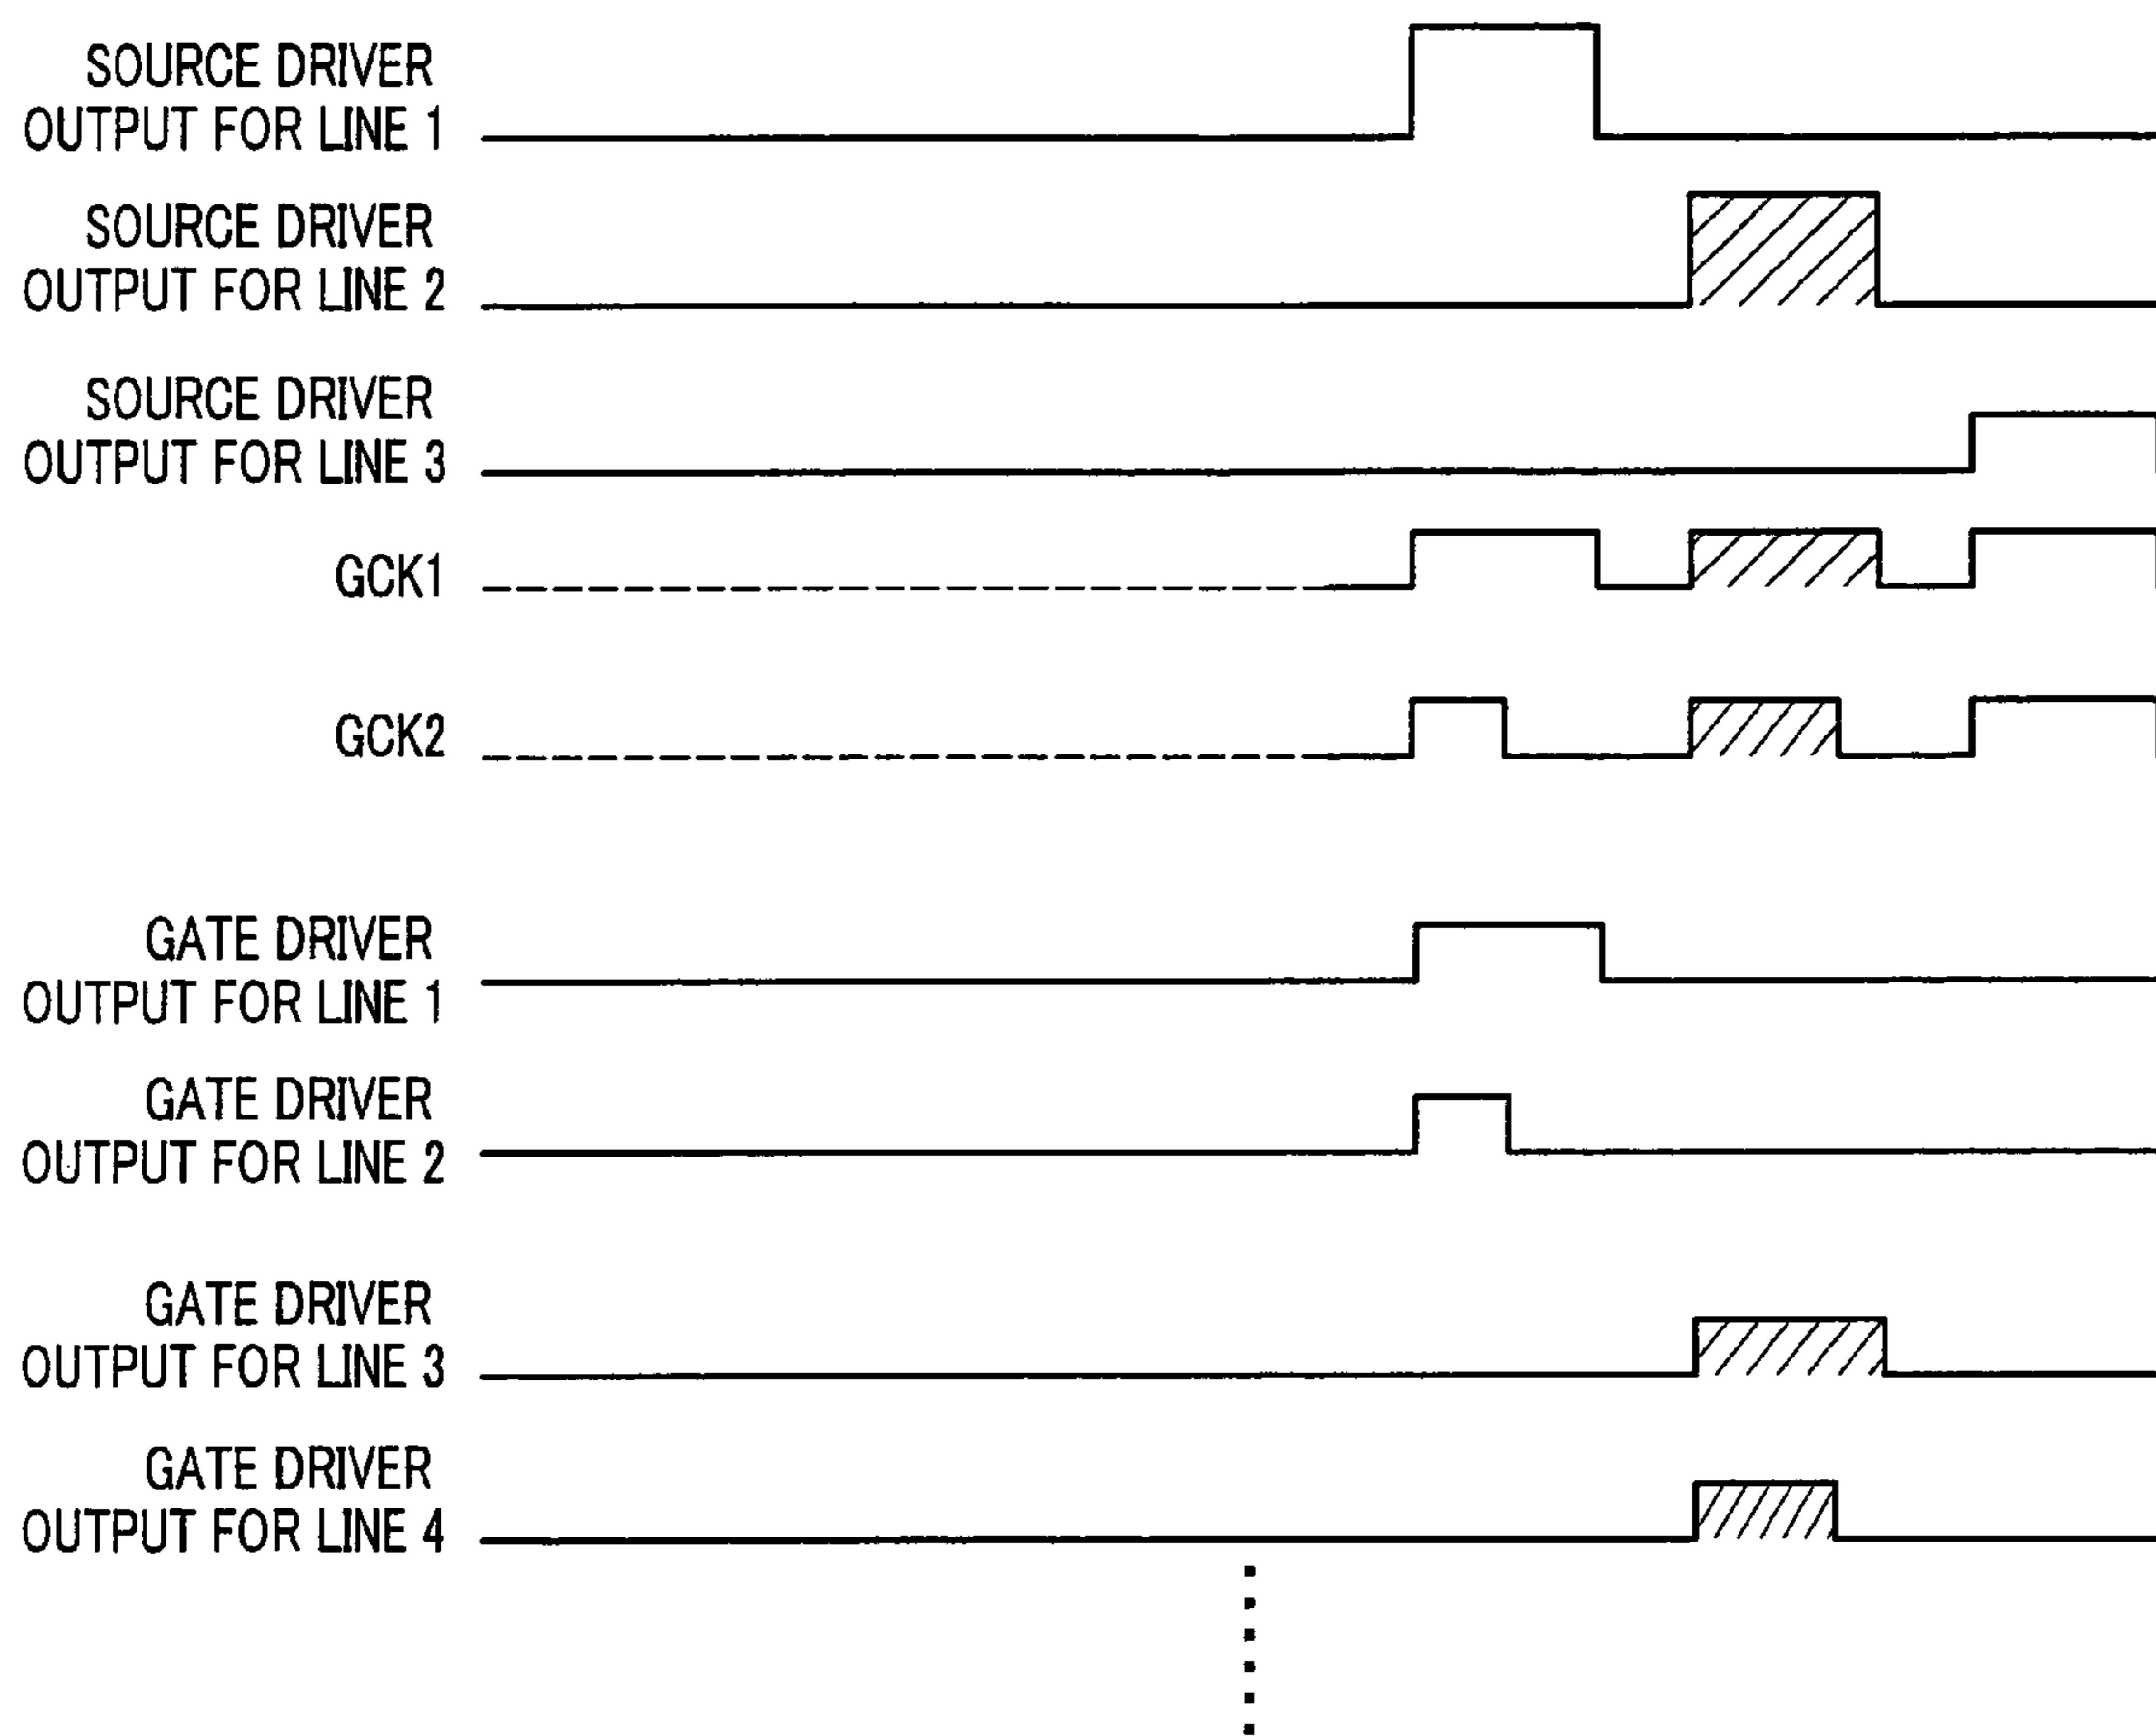 SOURCE DRIVER
OUTPUT FOR LINE 1
SOURCE DRIVER
OUTPUT FOR LINE 2
SOURCE DRIVER
OUTPUT FOR LINE 3
GCK1
GCK2
GATE DRIVER
OUTPUT FOR LINE 1
GATE DRIVER
OUTPUT FOR LINE 2
GATE DRIVER
OUTPUT FOR LINE 3
GATE DRIVER
OUTPUT FOR LINE 4